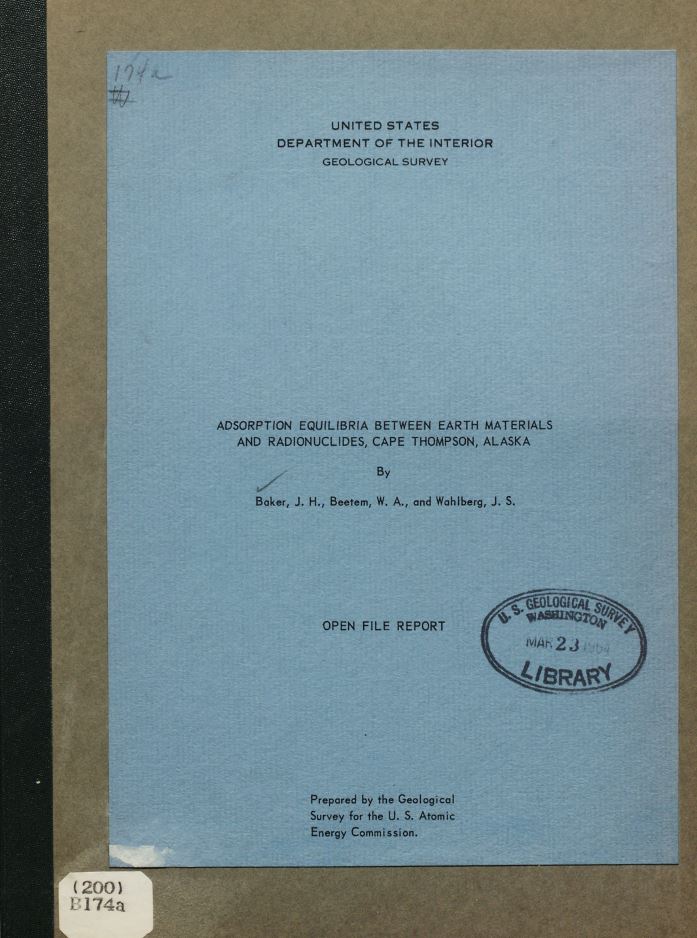 174a
UNITED STATES
DEPARTMENT OF THE INTERIOR
GEOLOGICAL SURVEY
ADSORPTION EQUILIBRIA BETWEEN EARTH MATERIALS
AND RADIONUCLIDES, CAPE THOMPSON, ALASKA
By
Baker, J. H., Beetem, W. A., and Wahlberg, J. S.
OPEN FILE REPORT
U. S. GEOLOGICAL SURVEY
WASHINGTON
MAR 23 1964
LIBRARY
Prepared by the Geological
Survey for the U. S. Atomic
Energy Commission.
(200)
B174a